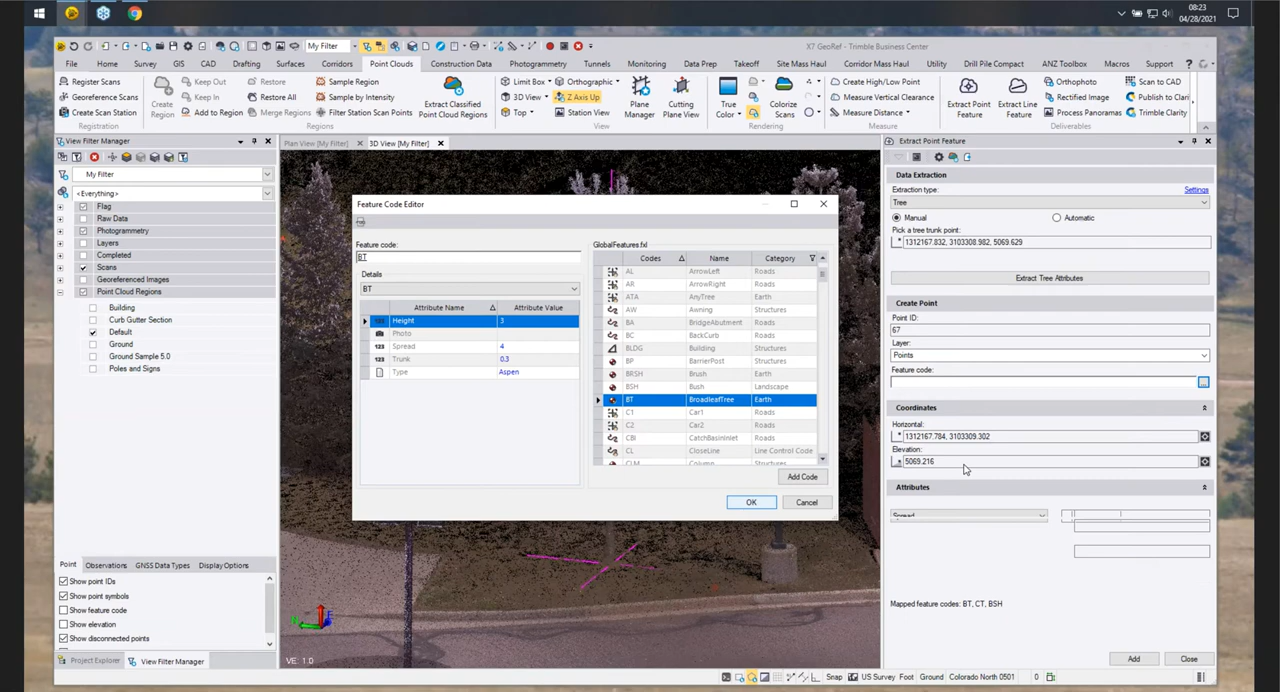 08:23
04/28/2021
My Filter
X7 GeoRef - Trimble Business Center
File
Home
Survey
GIS
CAD
Drafting
Surfaces
Corridors
Point Clouds
Construction Data
Photogrammetry
Tunnels
Monitoring
Data Prep
Takeoff
Site Mass Haul
Corridor Mass Haul
Utility
Drill Pile Compact
ANZ Toolbox
Macros
Support
Register Scans
Georeference Scans
Create Scan Station
Registration
Create
Region
Keep Out
Keep In
Add to Region
Restore
Restore All
Merge Regions
Sample Region
Sample by Intensity
Filter Station Scan Points
Regions
Extract Classified
Point Cloud Regions
Limit Box
3D View
Top
Orthographic
Z Axis Up
Station View
View
Plane
Manager
Cutting
Plane View
True
Color
Colorize
Scans
Rendering
Create High/Low Point
Measure Vertical Clearance
Measure Distance
Measure
Extract Point
Feature
Extract Line
Feature
Orthophoto
Rectified Image
Process Panoramas
Scan to CAD
Publish to Clari
Trimble Clarity
Deliverables
View Filter Manager
My Filter
<Everything>
Flag
Raw Data
Photogrammetry
Layers
Completed
Scans
Georeferenced Images
Point Cloud Regions
Building
Curb Gutter Section
Default
Ground
Ground Sample 5.0
Poles and Signs
Point
Observations
GNSS Data Types
Display Options
Show point IDs
Show point symbols
Show feature code
Show elevation
Show disconnected points
Project Explorer
View Filter Manager
Plan View [My Filter]
3D View [My Filter]
Feature Code Editor
Feature code:
BT
Details
BT
Attribute Name
Attribute Value
Height
3
Photo
Spread
4
Trunk
0.3
Type
Aspen
GlobalFeatures.fxl
Codes
Name
Category
AL
ArrowLeft
Roads
AR
ArrowRight
Roads
ATA
AnyTree
Earth
AW
Awning
Structures
BA
BridgeAbutment
Roads
BC
BackCurb
Roads
BLDG
Building
Structures
BP
BarrierPost
Structures
BRSH
Brush
Earth
BSH
Bush
Landscape
BT
BroadleafTree
Earth
C1
Car1
Roads
C2
Car2
Roads
CBI
CatchBasinInlet
Roads
CL
CloseLine
Line Control Code
CLM
Column
Structures
Add Code
OK
Cancel
VE: 1.0
Extract Point Feature
Data Extraction
Extraction type:
Settings
Tree
Manual
Automatic
Pick a tree trunk point:
1312167.832, 3103308.982, 5069.629
Extract Tree Attributes
Create Point
Point ID:
67
Layer:
Points
Feature code:
Coordinates
Horizontal:
1312167.784, 3103309.302
Elevation:
5069.216
Attributes
Spread
Mapped feature codes: BT, CT, BSH
Add
Close
Snap
US Survey Foot
Ground
Colorado North 0501
0